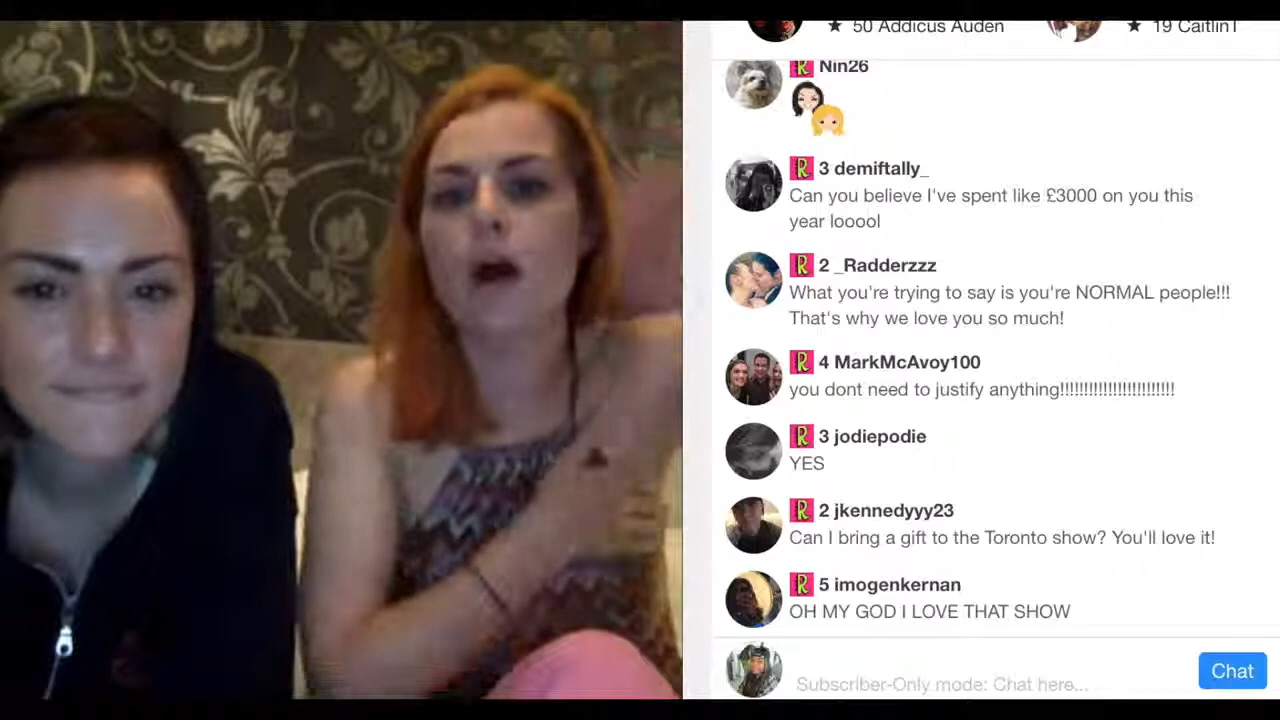 ★ 50 Addicus Auden ★ 19 CaitlinT
R Nin26
R 3 demiftally_
Can you believe I've spent like £3000 on you this
year looool
R 2 _Radderzzz
What you're trying to say is you're NORMAL people!!!
That's why we love you so much!
R 4 MarkMcAvoy100
you dont need to justify anything!!!!!!!!!!!!!!!!!!!!!!!!
R 3 jodiepodie
YES
R 2 jkennedyyy23
Can I bring a gift to the Toronto show? You'll love it!
R 5 imogenkernan
OH MY GOD I LOVE THAT SHOW
Subscriber-Only mode: Chat here...
Chat